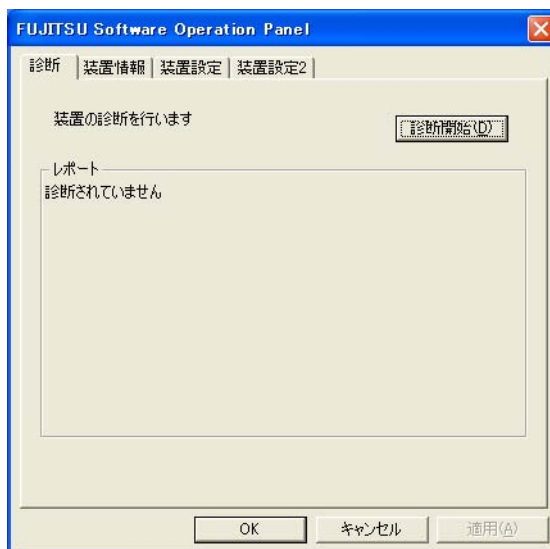 FUJITSU Software Operation Panel
診断 装置情報 装置設定 装置設定2
装置の診断を行います 診断開始(D)
レポート
診断されていません
OK キャンセル 適用(A)